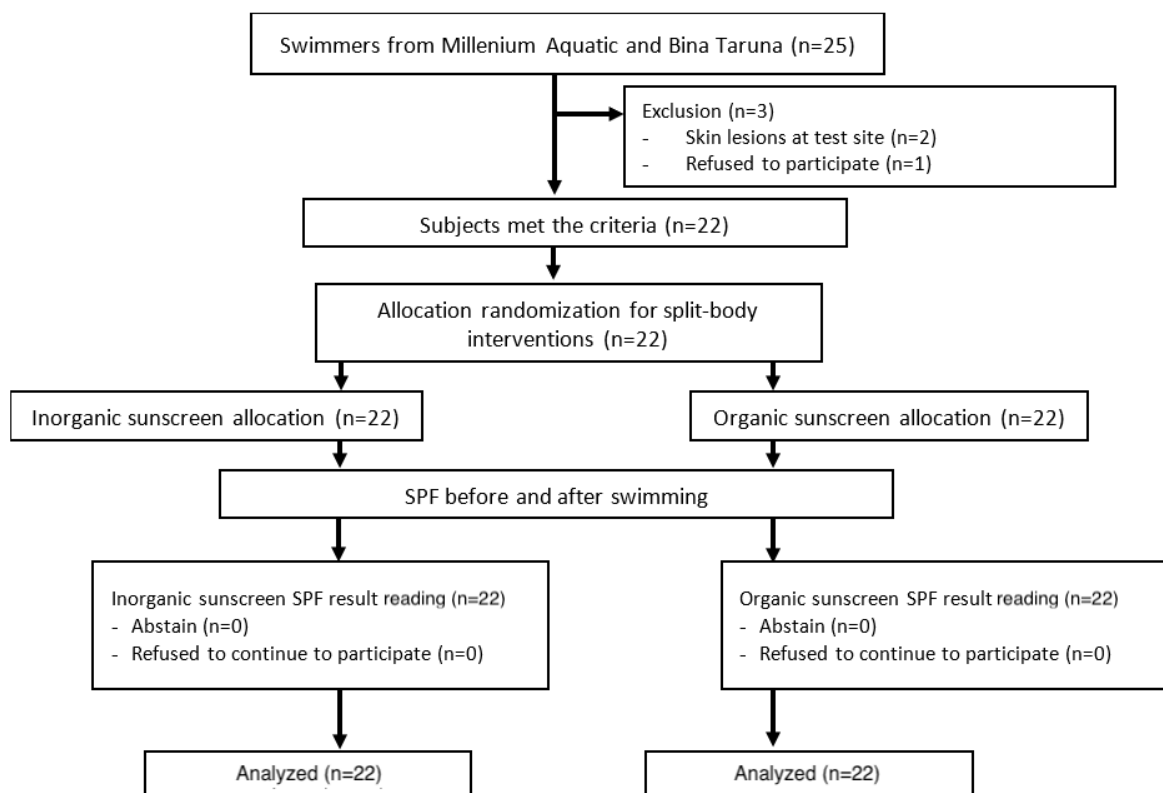 Swimmers from Millenium Aquatic and Bina Taruna (n=25)
Exclusion (n=3)
- Skin lesions at test site (n=2)
- Refused to participate (n=1)
Subjects met the criteria (n=22)
Allocation randomization for split-body
interventions (n=22)
Inorganic sunscreen allocation (n=22)
Organic sunscreen allocation (n=22)
SPF before and after swimming
Inorganic sunscreen SPF result reading (n=22)
- Abstain (n=0)
- Refused to continue to participate (n=0)
Organic sunscreen SPF result reading (n=22)
- Abstain (n=0)
- Refused to continue to participate (n=0)
Analyzed (n=22)
Analyzed (n=22)